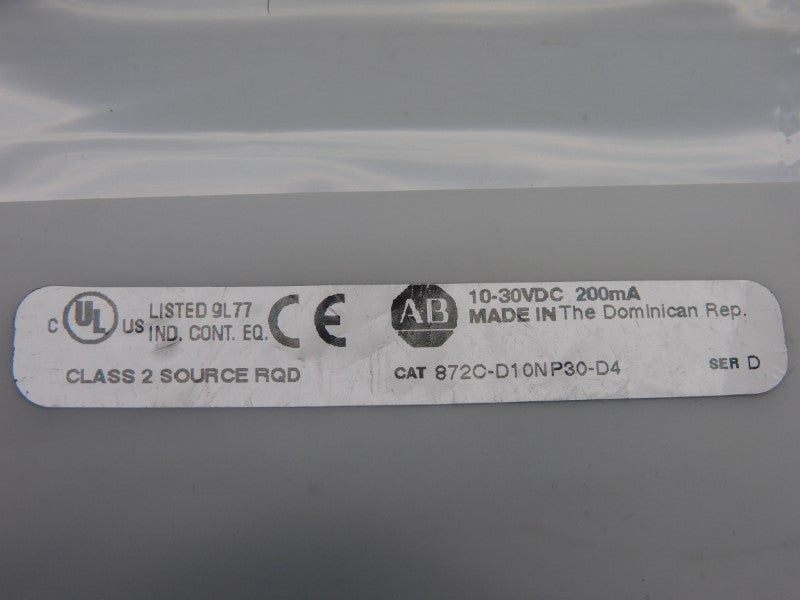 C UL US LISTED 9L77
IND. CONT. EQ.
CE
AB
10-30VDC 200mA
MADE IN The Dominican Rep.
CLASS 2 SOURCE RQD
CAT 872C-D10NP30-D4
SER D